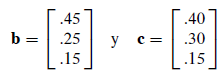 b = [.45 .25 .15] y c = [.40 .30 .15]